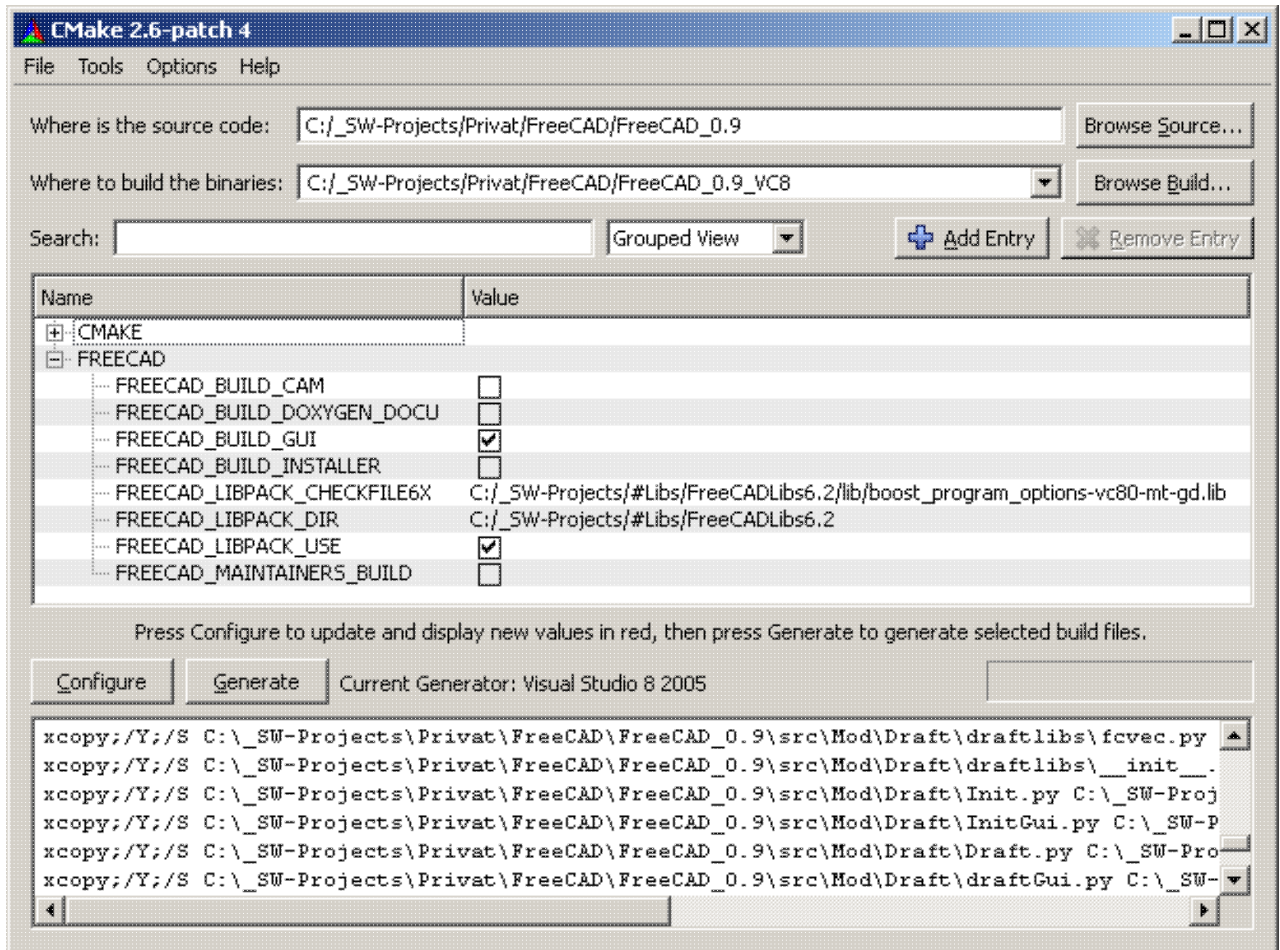 CMake 2.6-patch 4
File Tools Options Help
Where is the source code: C:/_SW-Projects/Privat/FreeCAD/FreeCAD_0.9 Browse Source...
Where to build the binaries: C:/_SW-Projects/Privat/FreeCAD/FreeCAD_0.9_VC8 Browse Build...
Search: Grouped View Add Entry Remove Entry
Name Value
CMAKE
FREECAD
FREECAD_BUILD_CAM
FREECAD_BUILD_DOXYGEN_DOCU
FREECAD_BUILD_GUI
FREECAD_BUILD_INSTALLER
FREECAD_LIBPACK_CHECKFILE6X C:/_SW-Projects/#Libs/FreeCADLibs6.2/lib/boost_program_options-vc80-mt-gd.lib
FREECAD_LIBPACK_DIR C:/_SW-Projects/#Libs/FreeCADLibs6.2
FREECAD_LIBPACK_USE
FREECAD_MAINTAINERS_BUILD
Press Configure to update and display new values in red, then press Generate to generate selected build files.
Configure Generate Current Generator: Visual Studio 8 2005
xcopy;/Y;/S C:\_SW-Projects\Privat\FreeCAD\FreeCAD_0.9\src\Mod\Draft\draftlibs\fcvec.py
xcopy;/Y;/S C:\_SW-Projects\Privat\FreeCAD\FreeCAD_0.9\src\Mod\Draft\draftlibs\__init__.
xcopy;/Y;/S C:\_SW-Projects\Privat\FreeCAD\FreeCAD_0.9\src\Mod\Draft\Init.py C:\_SW-Proj
xcopy;/Y;/S C:\_SW-Projects\Privat\FreeCAD\FreeCAD_0.9\src\Mod\Draft\InitGui.py C:\_SW-P
xcopy;/Y;/S C:\_SW-Projects\Privat\FreeCAD\FreeCAD_0.9\src\Mod\Draft\Draft.py C:\_SW-Pro
xcopy;/Y;/S C:\_SW-Projects\Privat\FreeCAD\FreeCAD_0.9\src\Mod\Draft\draftGui.py C:\_SW-